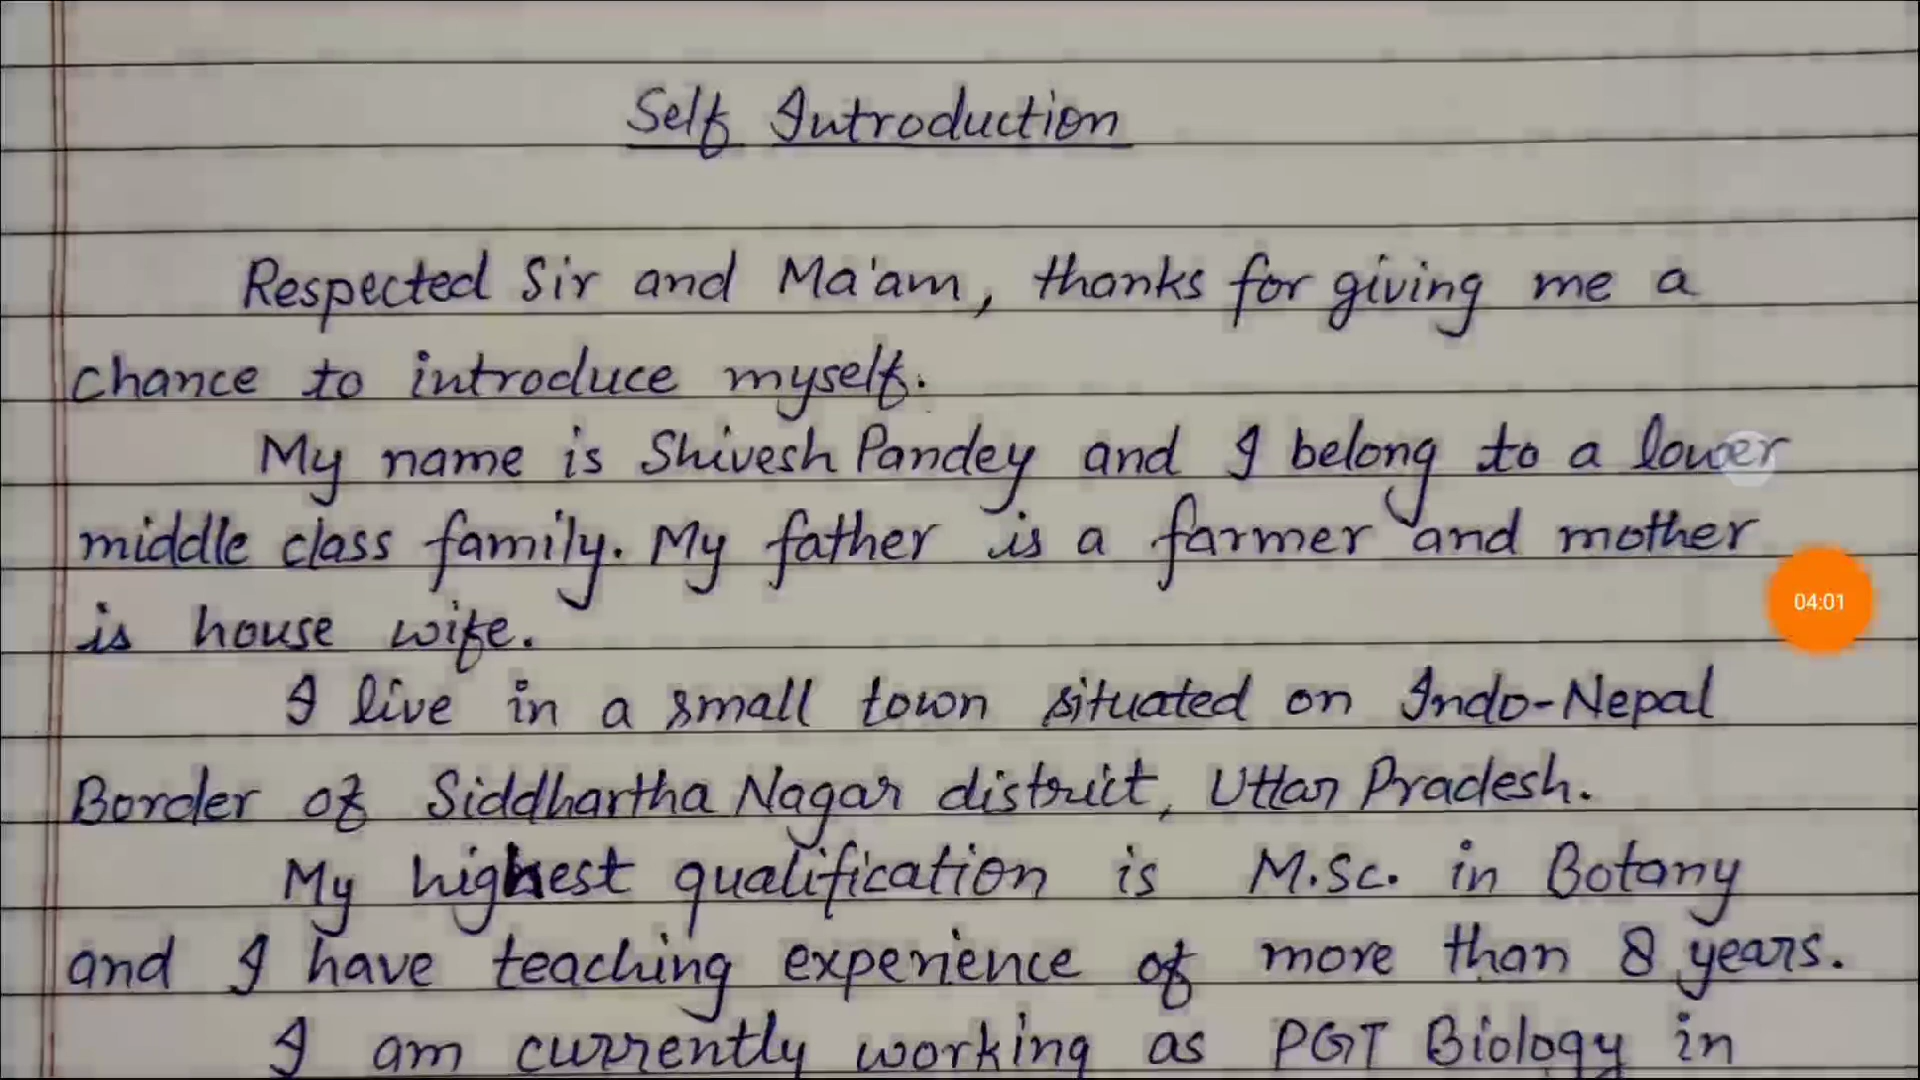 Self Introduction
Respected Sir and Ma'am, thanks for giving me a
chance to introduce myself.
My name is Shivesh Pandey and I belong to a lower
middle class family. My father is a farmer and mother
is house wife.
04:01
I live in a small town situated on Indo-Nepal
Border of Siddhartha Nagar district, Uttar Pradesh.
My highest qualification is M.Sc. in Botany
and I have teaching experience of more than 8 years.
I am currently working as PGT Biology in